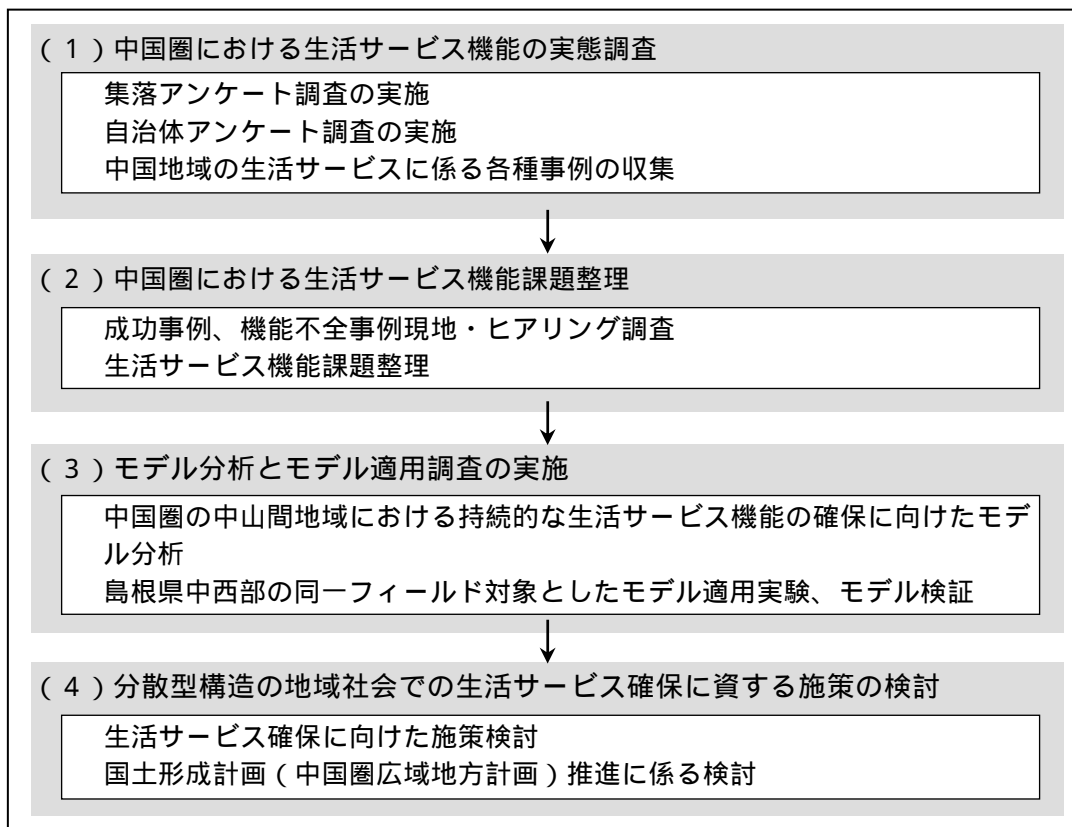 （１）中国圏における生活サービス機能の実態調査
集落アンケート調査の実施
自治体アンケート調査の実施
中国地域の生活サービスに係る各種事例の収集
（２）中国圏における生活サービス機能課題整理
成功事例、機能不全事例現地・ヒアリング調査
生活サービス機能課題整理
（３）モデル分析とモデル適用調査の実施
中国圏の中山間地域における持続的な生活サービス機能の確保に向けたモデ
ル分析
島根県中西部の同一フィールド対象としたモデル適用実験、モデル検証
（４）分散型構造の地域社会での生活サービス確保に資する施策の検討
生活サービス確保に向けた施策検討
国土形成計画（中国圏広域地方計画）推進に係る検討